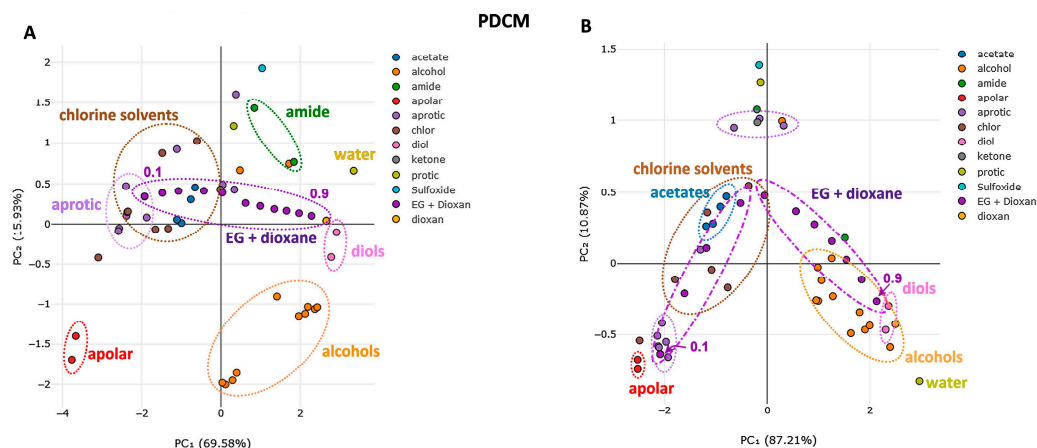 PDCM
A
2
1.5
1
0.5
0
−0.5
−1
−1.5
−2
−4
−2
0
2
PC₂ (15.93%)
PC₁ (69.58%)
chlorine solvents
amide
water
0.1
0.9
aprotic
EG + dioxane
diols
apolar
alcohols
acetate
alcohol
amide
apolar
aprotic
chlor
diol
ketone
protic
Sulfoxide
EG + Dioxan
dioxan
B
1.5
1
0.5
0
−0.5
−2
0
2
PC₂ (10.87%)
PC₁ (87.21%)
chlorine solvents
acetates
EG + dioxane
0.9
diols
0.1
alcohols
apolar
water
acetate
alcohol
amide
apolar
aprotic
chlor
diol
ketone
protic
Sulfoxide
EG + Dioxan
dioxan